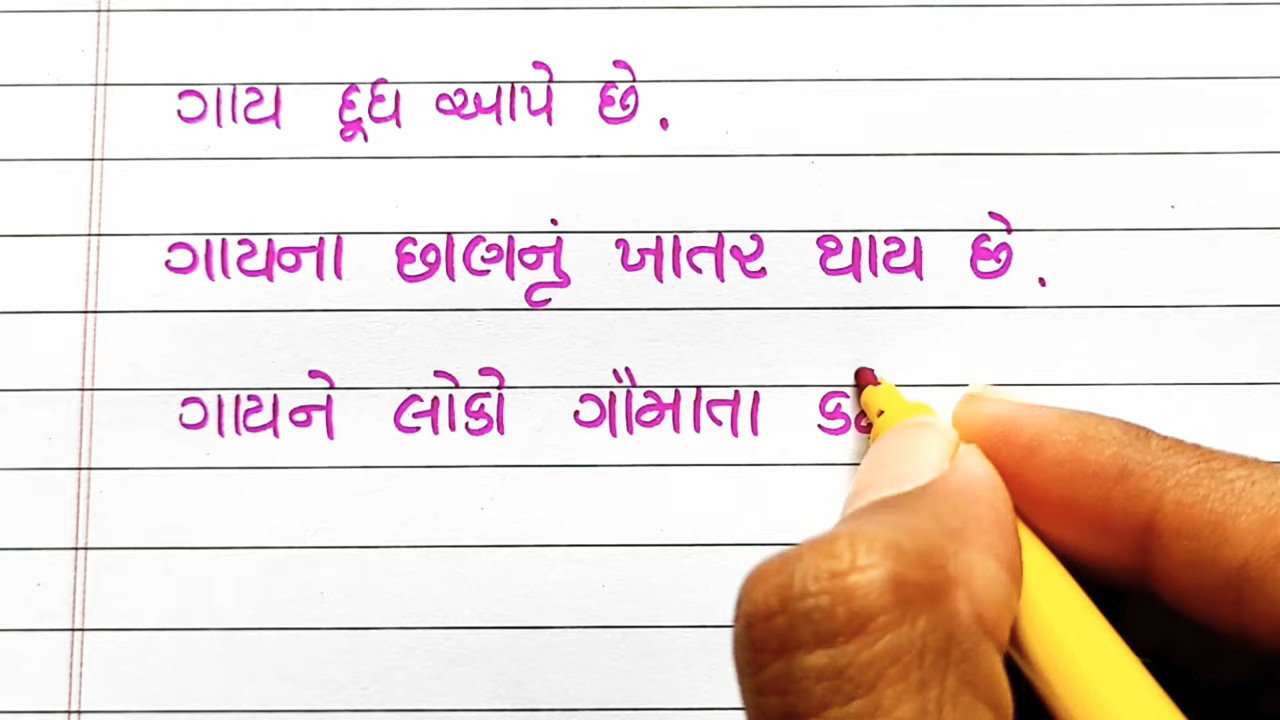 ગાય દૂધ આપે છે.
ગાયના છાણનું ખાતર થાય છે.
ગાયને લોકો ગૌમાતા